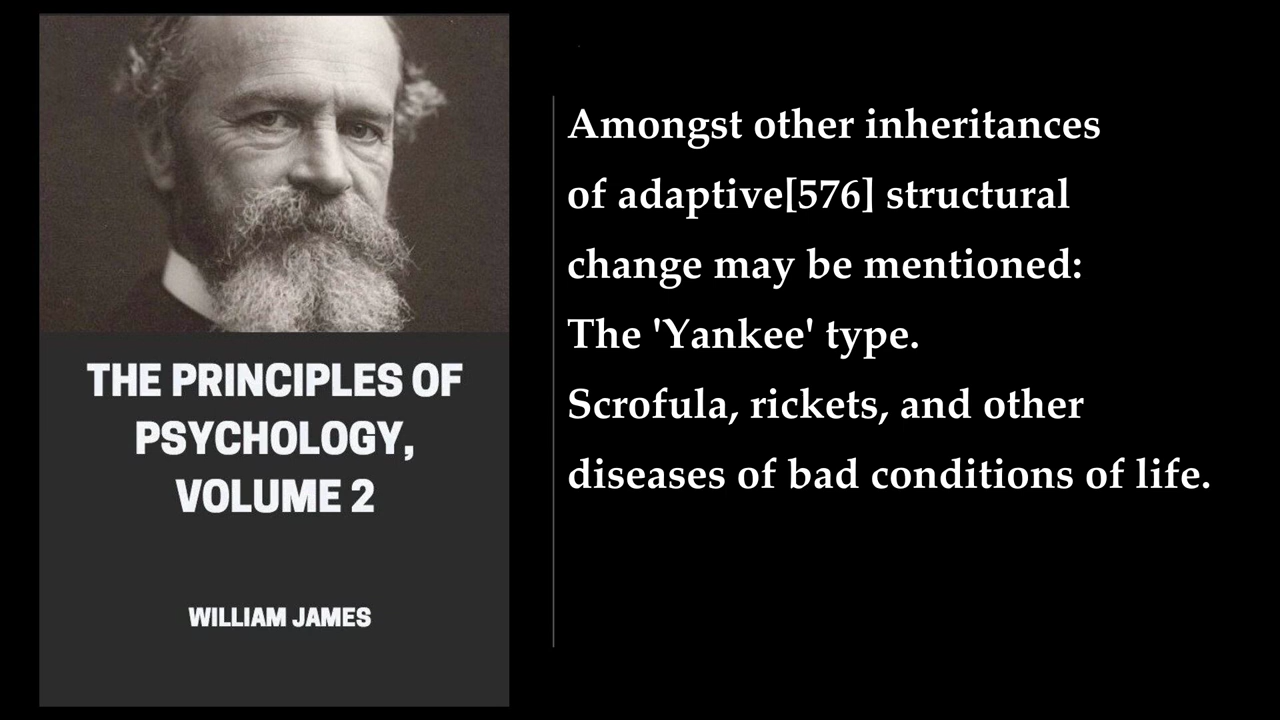 THE PRINCIPLES OF
PSYCHOLOGY,
VOLUME 2
WILLIAM JAMES
Amongst other inheritances
of adaptive[576] structural
change may be mentioned:
The 'Yankee' type.
Scrofula, rickets, and other
diseases of bad conditions of life.